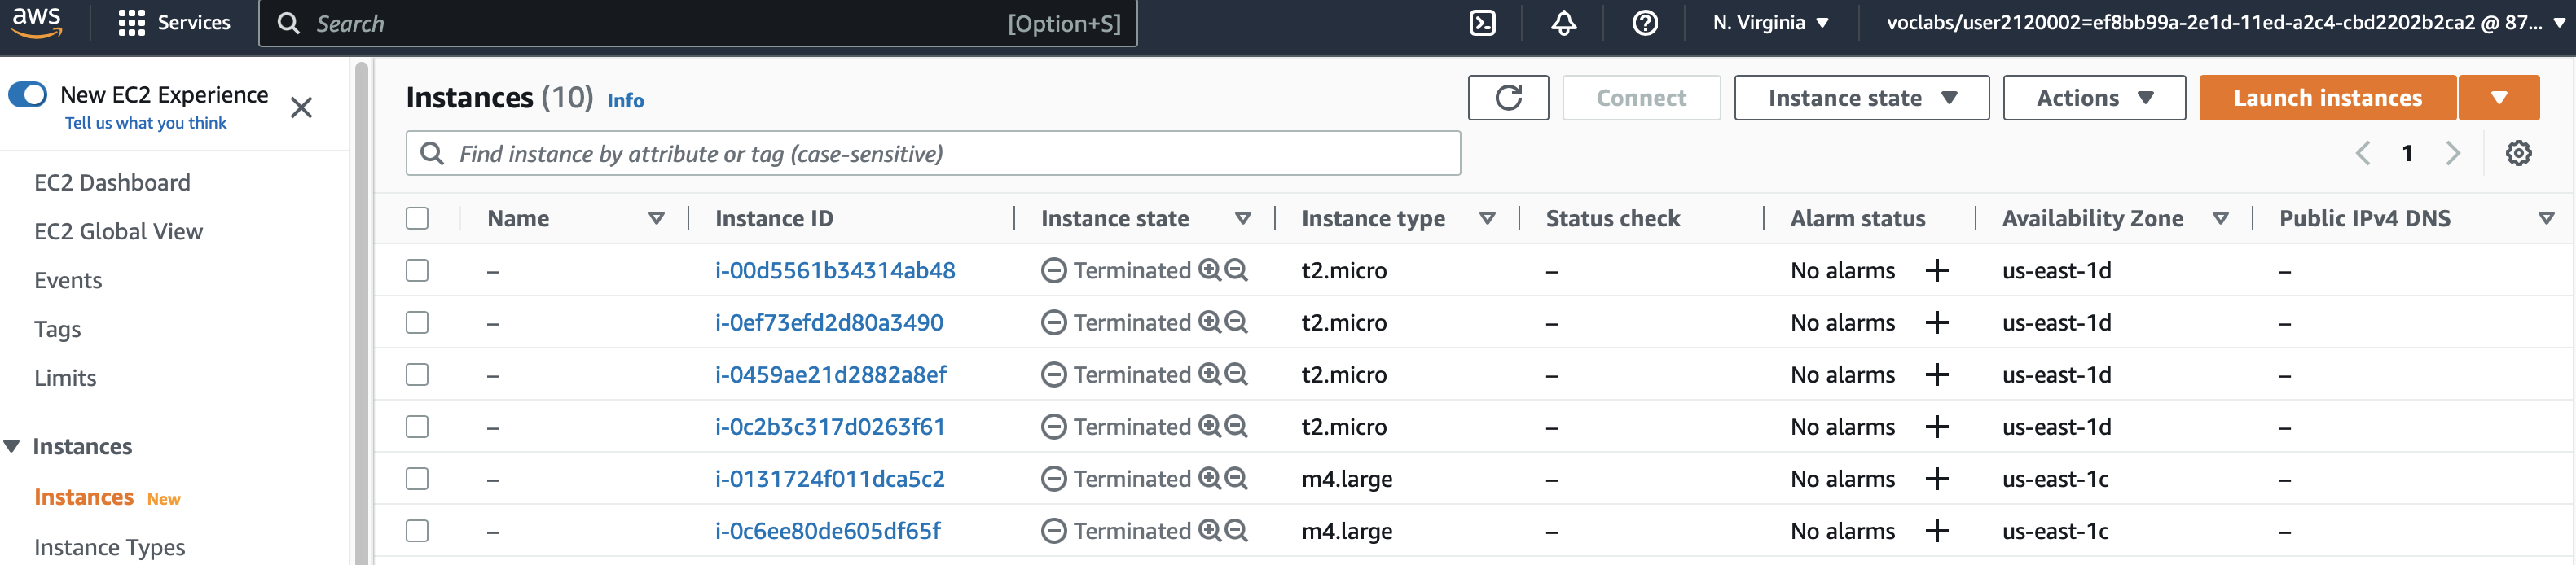 aws Services Search [Option+S] N. Virginia voclabs/user2120002=ef8bb99a-2e1d-11ed-a2c4-cbd2202b2ca2 @ 87...
New EC2 Experience
Tell us what you think
EC2 Dashboard
EC2 Global View
Events
Tags
Limits
Instances
Instances New
Instance Types
Instances (10) Info Connect Instance state Actions Launch instances
Find instance by attribute or tag (case-sensitive) 1
Name Instance ID Instance state Instance type Status check Alarm status Availability Zone Public IPv4 DNS
– i-00d5561b34314ab48 Terminated t2.micro – No alarms us-east-1d –
– i-0ef73efd2d80a3490 Terminated t2.micro – No alarms us-east-1d –
– i-0459ae21d2882a8ef Terminated t2.micro – No alarms us-east-1d –
– i-0c2b3c317d0263f61 Terminated t2.micro – No alarms us-east-1d –
– i-0131724f011dca5c2 Terminated m4.large – No alarms us-east-1c –
– i-0c6ee80de605df65f Terminated m4.large – No alarms us-east-1c –